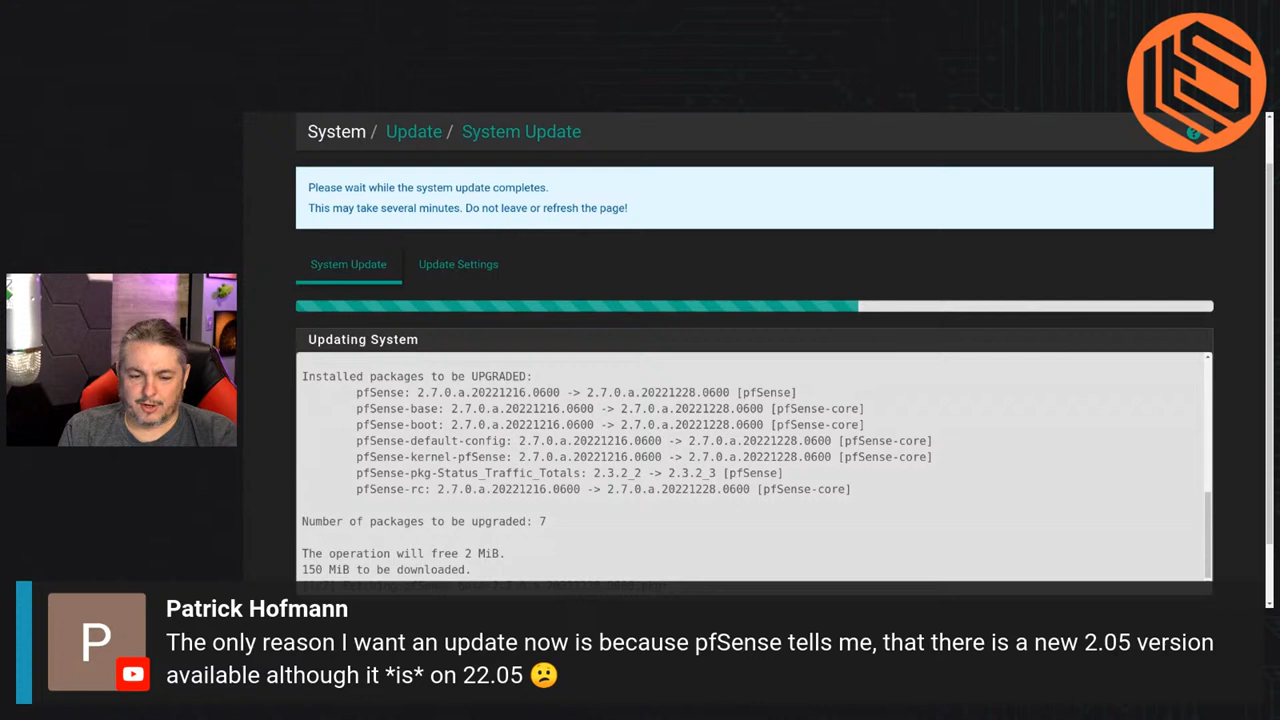 System / Update / System Update
Please wait while the system update completes.
This may take several minutes. Do not leave or refresh the page!
System Update Update Settings
Updating System
Installed packages to be UPGRADED:
pfSense: 2.7.0.a.20221216.0600 -> 2.7.0.a.20221228.0600 [pfSense]
pfSense-base: 2.7.0.a.20221216.0600 -> 2.7.0.a.20221228.0600 [pfSense-core]
pfSense-boot: 2.7.0.a.20221216.0600 -> 2.7.0.a.20221228.0600 [pfSense-core]
pfSense-default-config: 2.7.0.a.20221216.0600 -> 2.7.0.a.20221228.0600 [pfSense-core]
pfSense-kernel-pfSense: 2.7.0.a.20221216.0600 -> 2.7.0.a.20221228.0600 [pfSense-core]
pfSense-pkg-Status_Traffic_Totals: 2.3.2_2 -> 2.3.2_3 [pfSense]
pfSense-rc: 2.7.0.a.20221216.0600 -> 2.7.0.a.20221228.0600 [pfSense-core]
Number of packages to be upgraded: 7
The operation will free 2 MiB.
150 MiB to be downloaded.
P
Patrick Hofmann
The only reason I want an update now is because pfSense tells me, that there is a new 2.05 version
available although it *is* on 22.05 😟